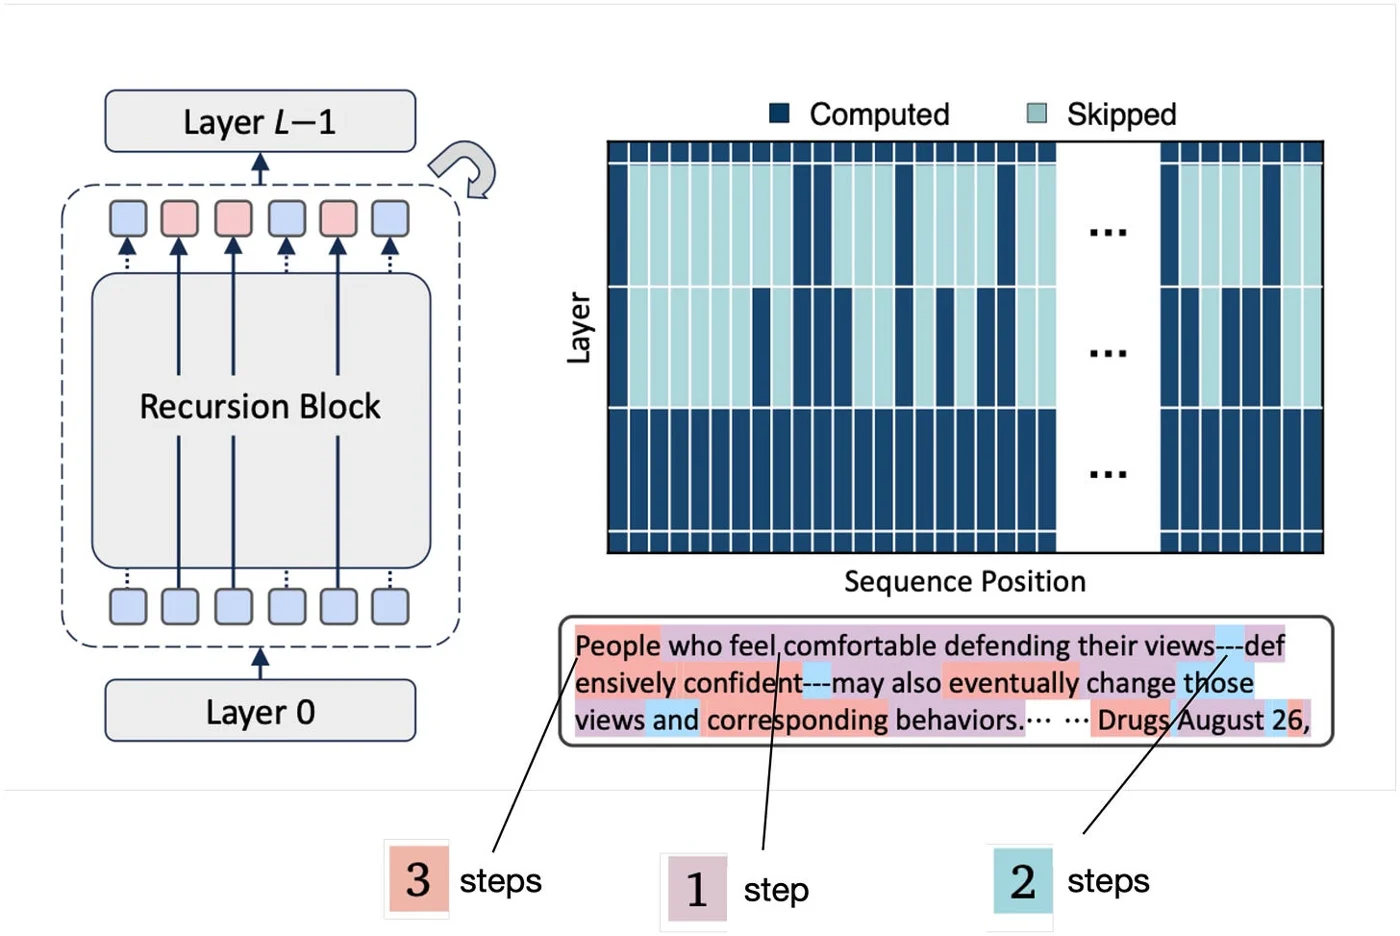 Layer L−1
Recursion Block
Layer 0
Computed
Skipped
Layer
...
...
...
Sequence Position
People who feel comfortable defending their views---def
ensively confident---may also eventually change those
views and corresponding behaviors.··· ··· Drugs August 26,
3 steps
1 step
2 steps